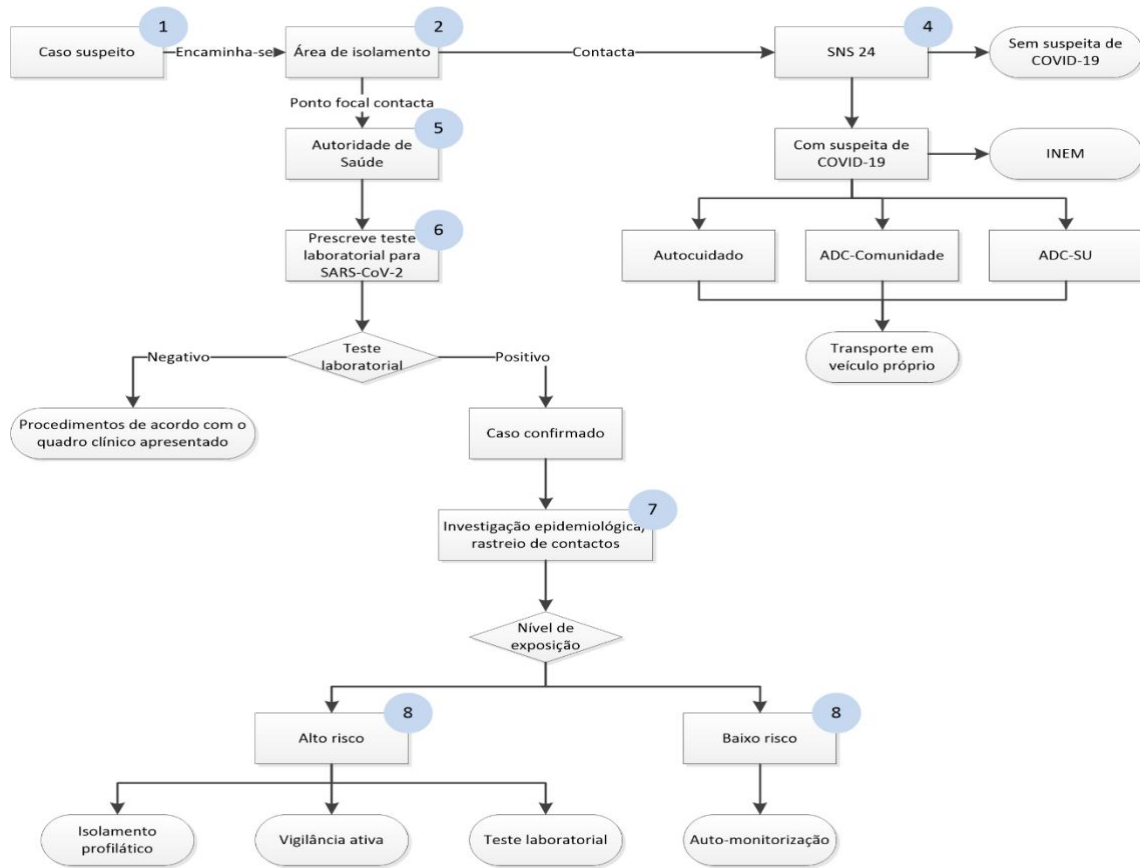 1
Caso suspeito
Encaminha-se
2
Área de isolamento
Contacta
4
SNS 24
Sem suspeita de
COVID-19
Ponto focal contacta
5
Autoridade de
Saúde
Com suspeita de
COVID-19
INEM
6
Prescreve teste
laboratorial para
SARS-CoV-2
Autocuidado
ADC-Comunidade
ADC-SU
Negativo
Teste
laboratorial
Positivo
Transporte em
veículo próprio
Procedimentos de acordo com o
quadro clínico apresentado
Caso confirmado
7
Investigação epidemiológica/
rastreio de contactos
Nível de
exposição
8
Alto risco
8
Baixo risco
Isolamento
profilático
Vigilância ativa
Teste laboratorial
Auto-monitorização